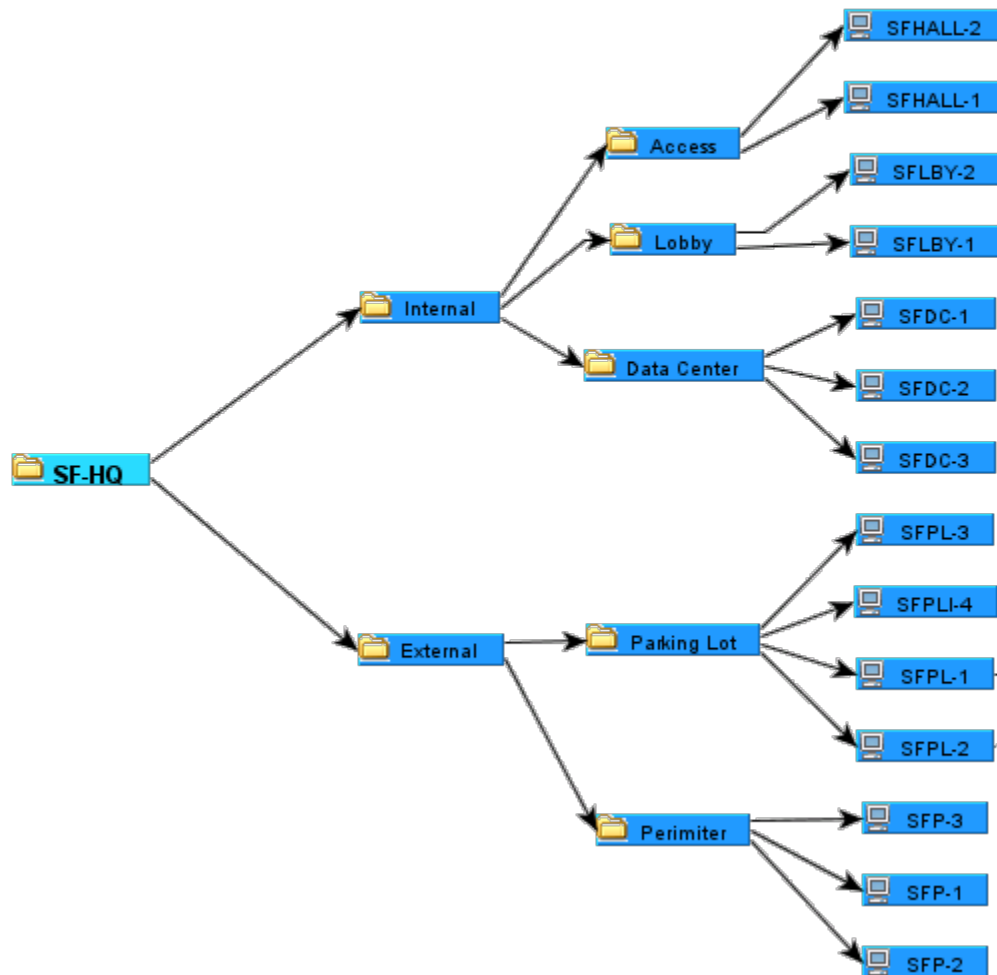 SFHALL-2
SFHALL-1
Access
SFLBY-2
Lobby
SFLBY-1
Internal
SFDC-1
Data Center
SFDC-2
SFDC-3
SF-HQ
SFPL-3
SFPLI-4
External
Parking Lot
SFPL-1
SFPL-2
SFP-3
Perimiter
SFP-1
SFP-2